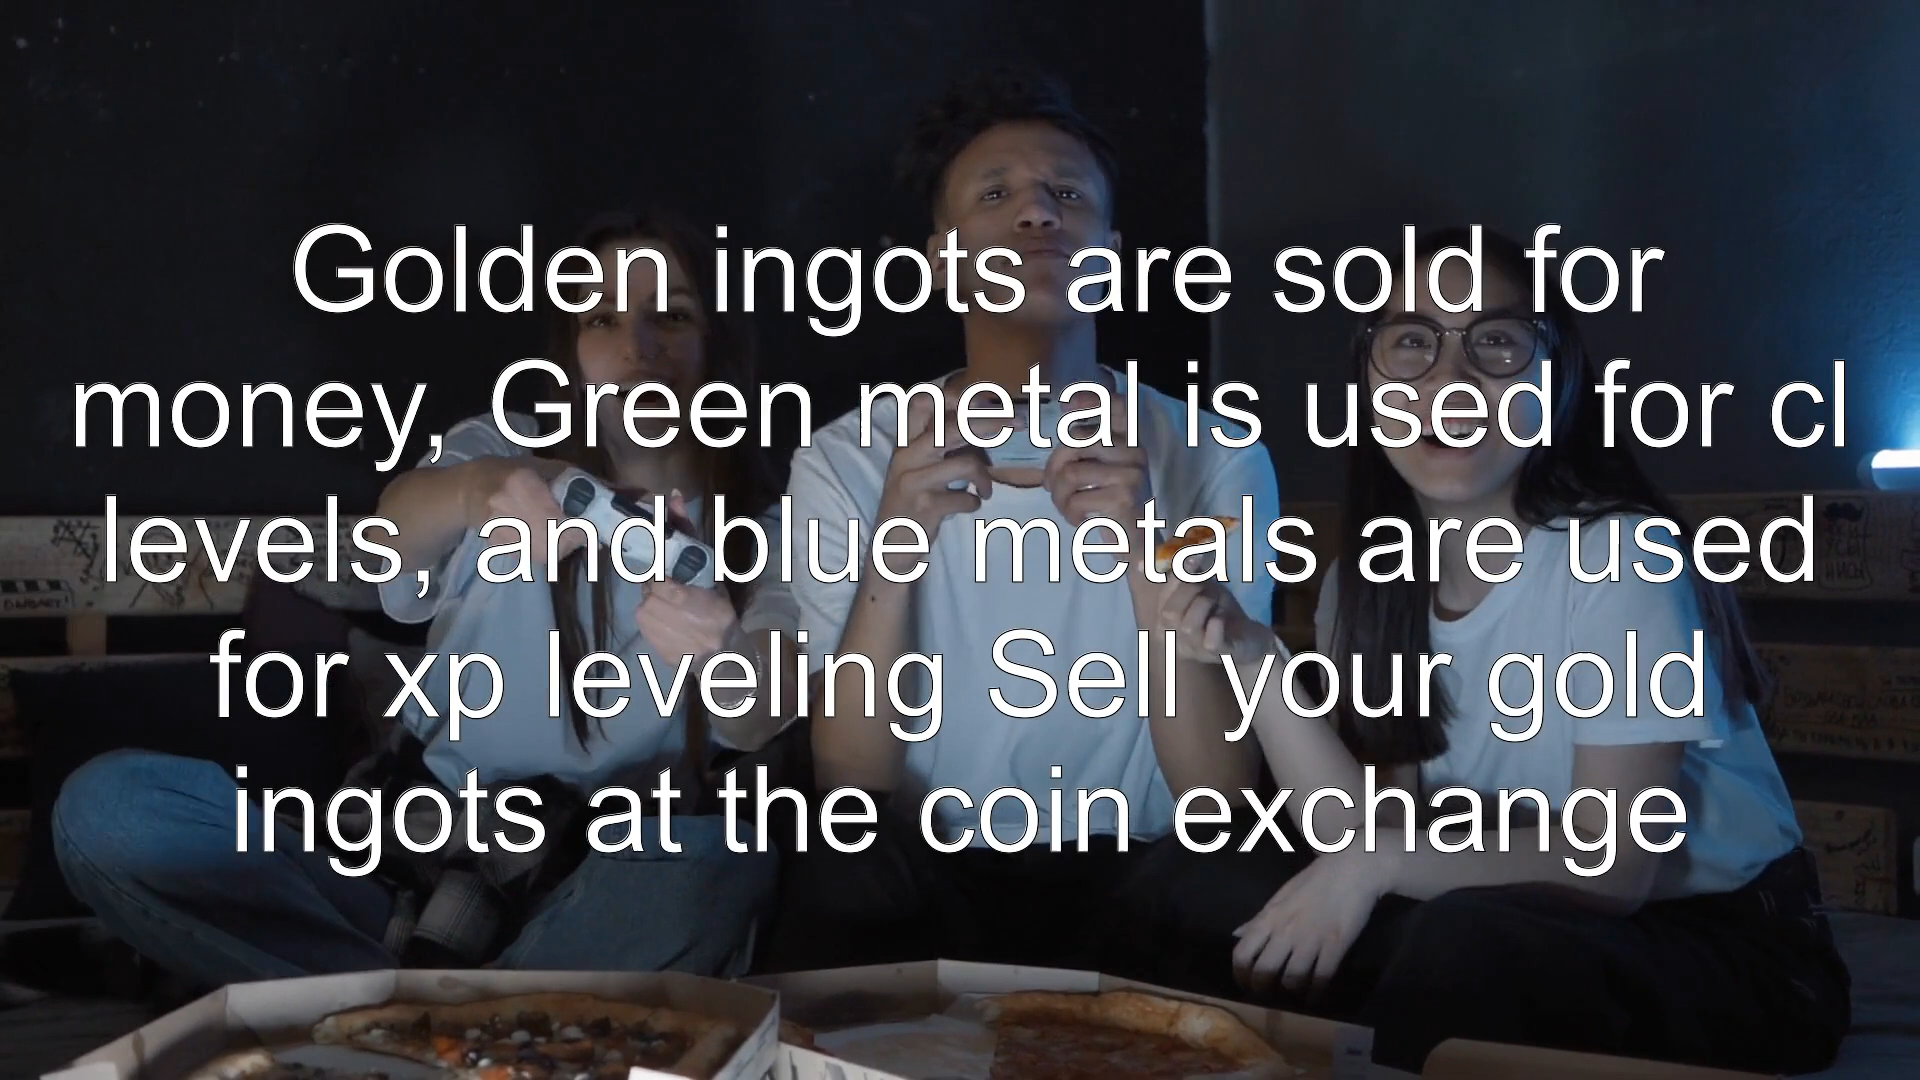 Golden ingots are sold for
money, Green metal is used for cl
levels, and blue metals are used
for xp leveling Sell your gold
ingots at the coin exchange